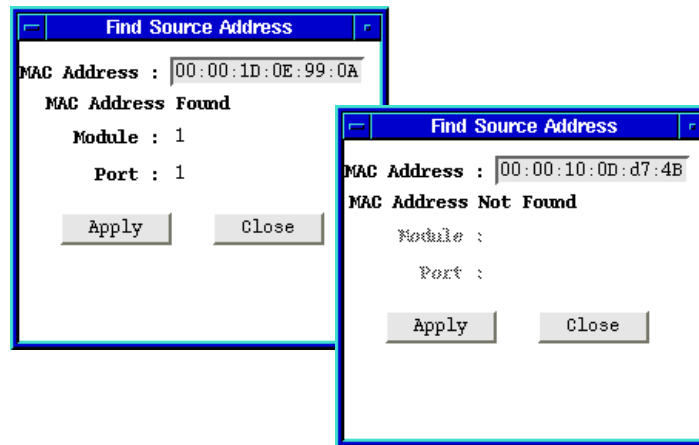 Find Source Address
MAC Address : 00:00:1D:0E:99:0A
MAC Address Found
Module : 1
Port : 1
Apply Close
Find Source Address
MAC Address : 00:00:10:0D:d7:4B
MAC Address Not Found
Module :
Port :
Apply Close